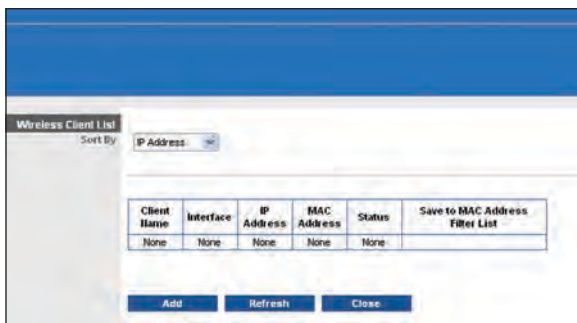 Wireless Client List
Sort By IP Address
Client Name Interface IP Address MAC Address Status Save to MAC Address Filter List
None None None None None
Add Refresh Close